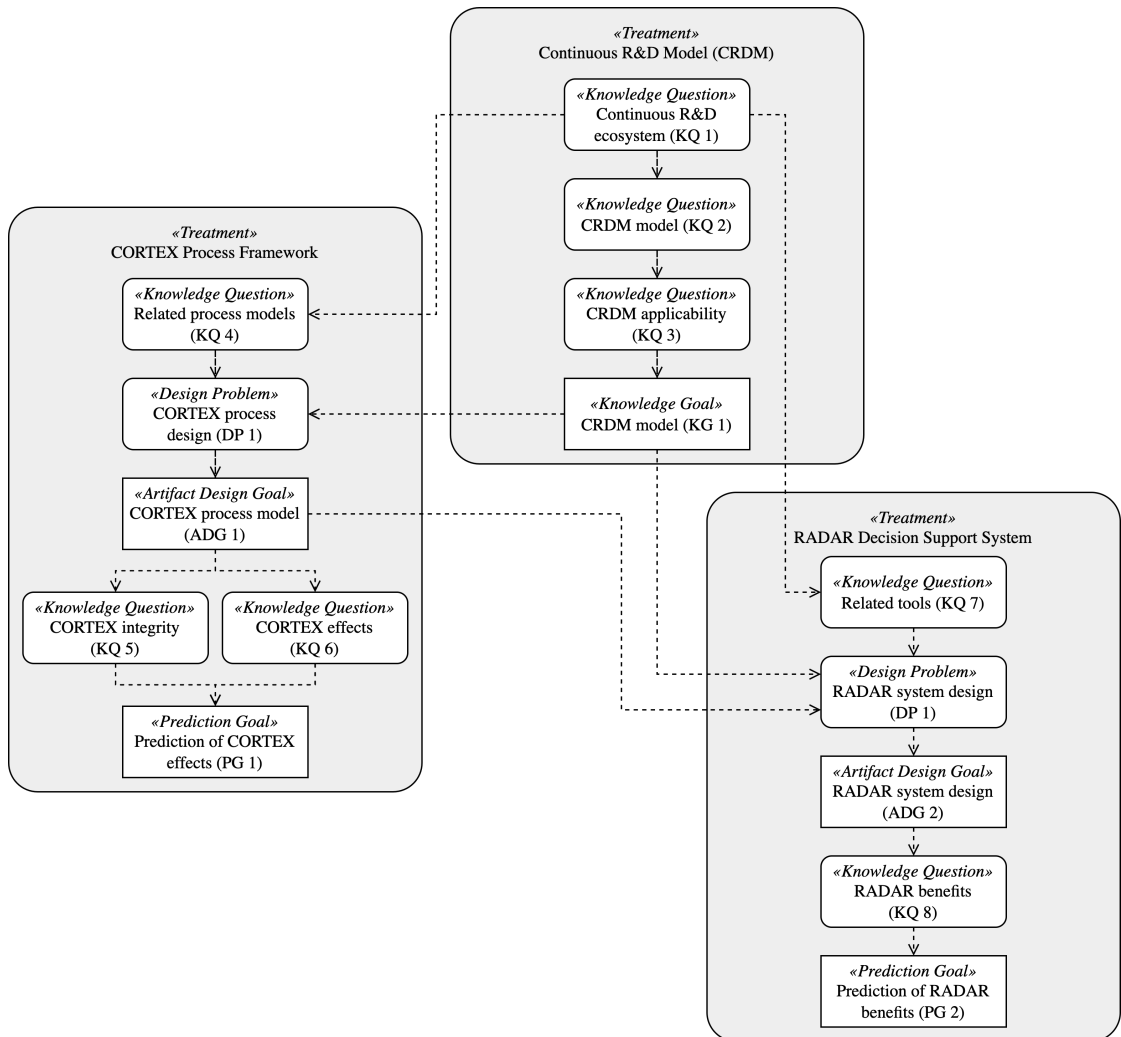 «Treatment»
Continuous R&D Model (CRDM)
«Knowledge Question»
Continuous R&D
ecosystem (KQ 1)
«Knowledge Question»
CRDM model (KQ 2)
«Knowledge Question»
CRDM applicability
(KQ 3)
«Knowledge Goal»
CRDM model (KG 1)
«Treatment»
CORTEX Process Framework
«Knowledge Question»
Related process models
(KQ 4)
«Design Problem»
CORTEX process
design (DP 1)
«Artifact Design Goal»
CORTEX process model
(ADG 1)
«Knowledge Question»
CORTEX integrity
(KQ 5)
«Knowledge Question»
CORTEX effects
(KQ 6)
«Prediction Goal»
Prediction of CORTEX
effects (PG 1)
«Treatment»
RADAR Decision Support System
«Knowledge Question»
Related tools (KQ 7)
«Design Problem»
RADAR system design
(DP 1)
«Artifact Design Goal»
RADAR system design
(ADG 2)
«Knowledge Question»
RADAR benefits
(KQ 8)
«Prediction Goal»
Prediction of RADAR
benefits (PG 2)